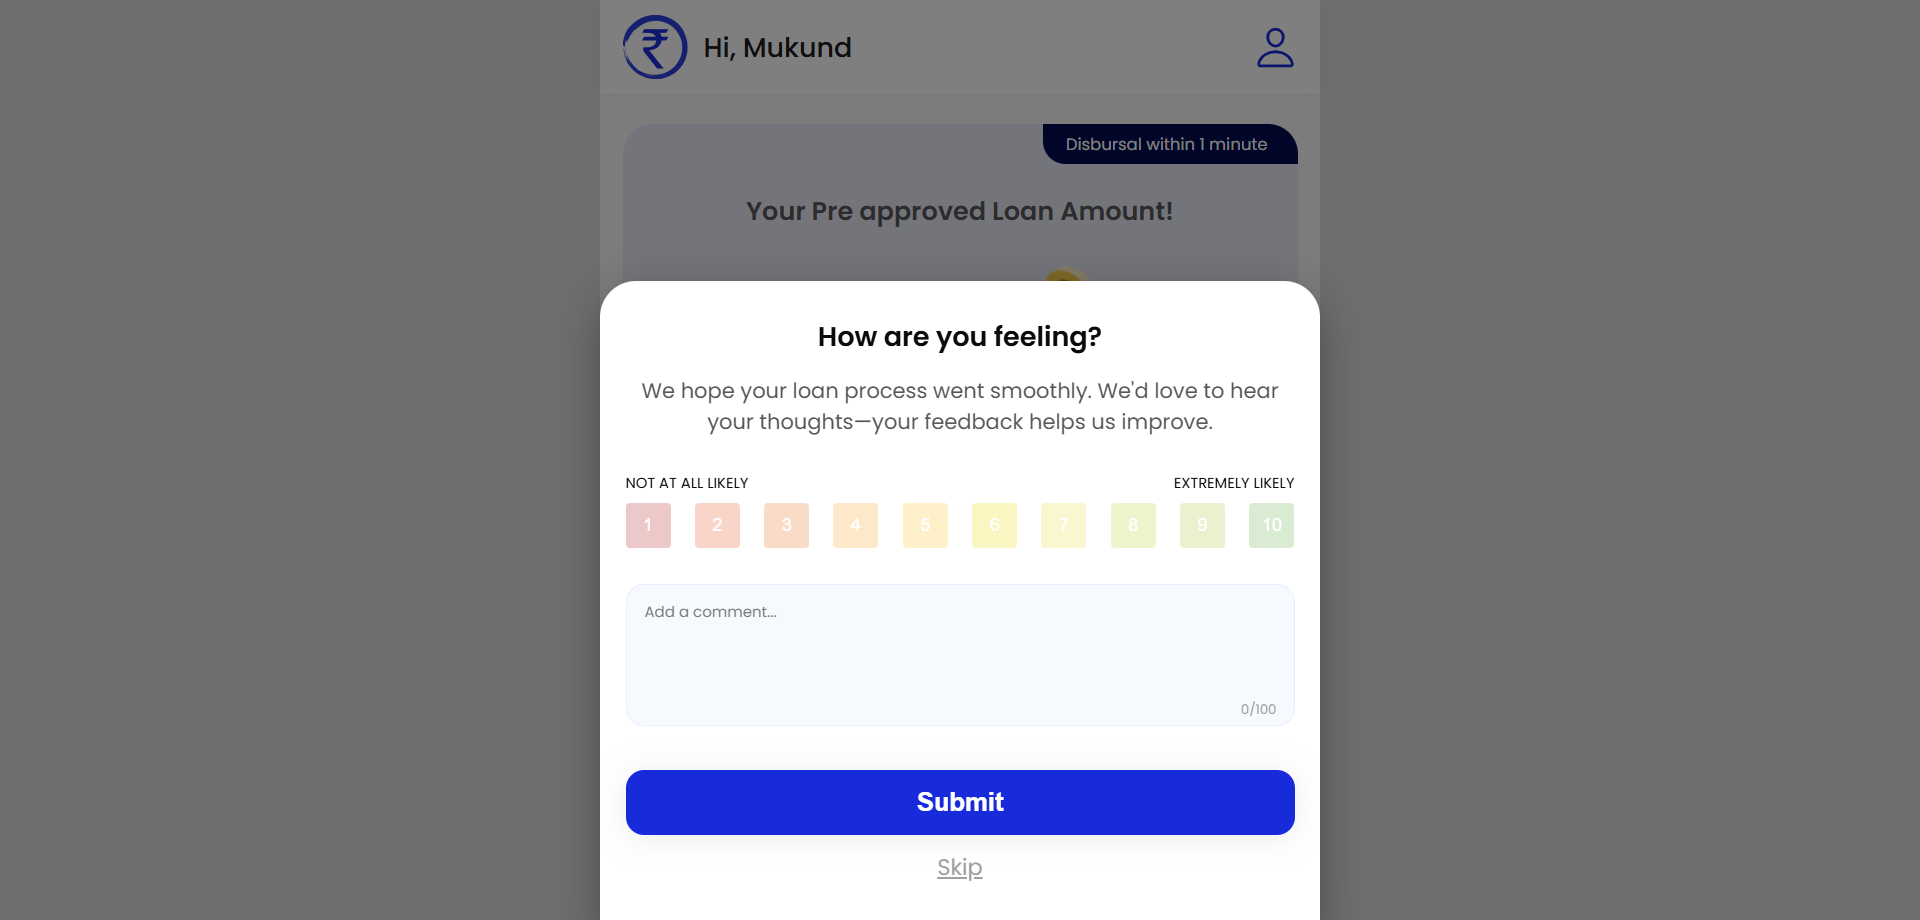 Hi, Mukund
Disbursal within 1 minute
Your Pre approved Loan Amount!
How are you feeling?
We hope your loan process went smoothly. We'd love to hear
your thoughts—your feedback helps us improve.
NOT AT ALL LIKELY EXTREMELY LIKELY
1 2 3 4 5 6 7 8 9 10
Add a comment...
0/100
Submit
Skip